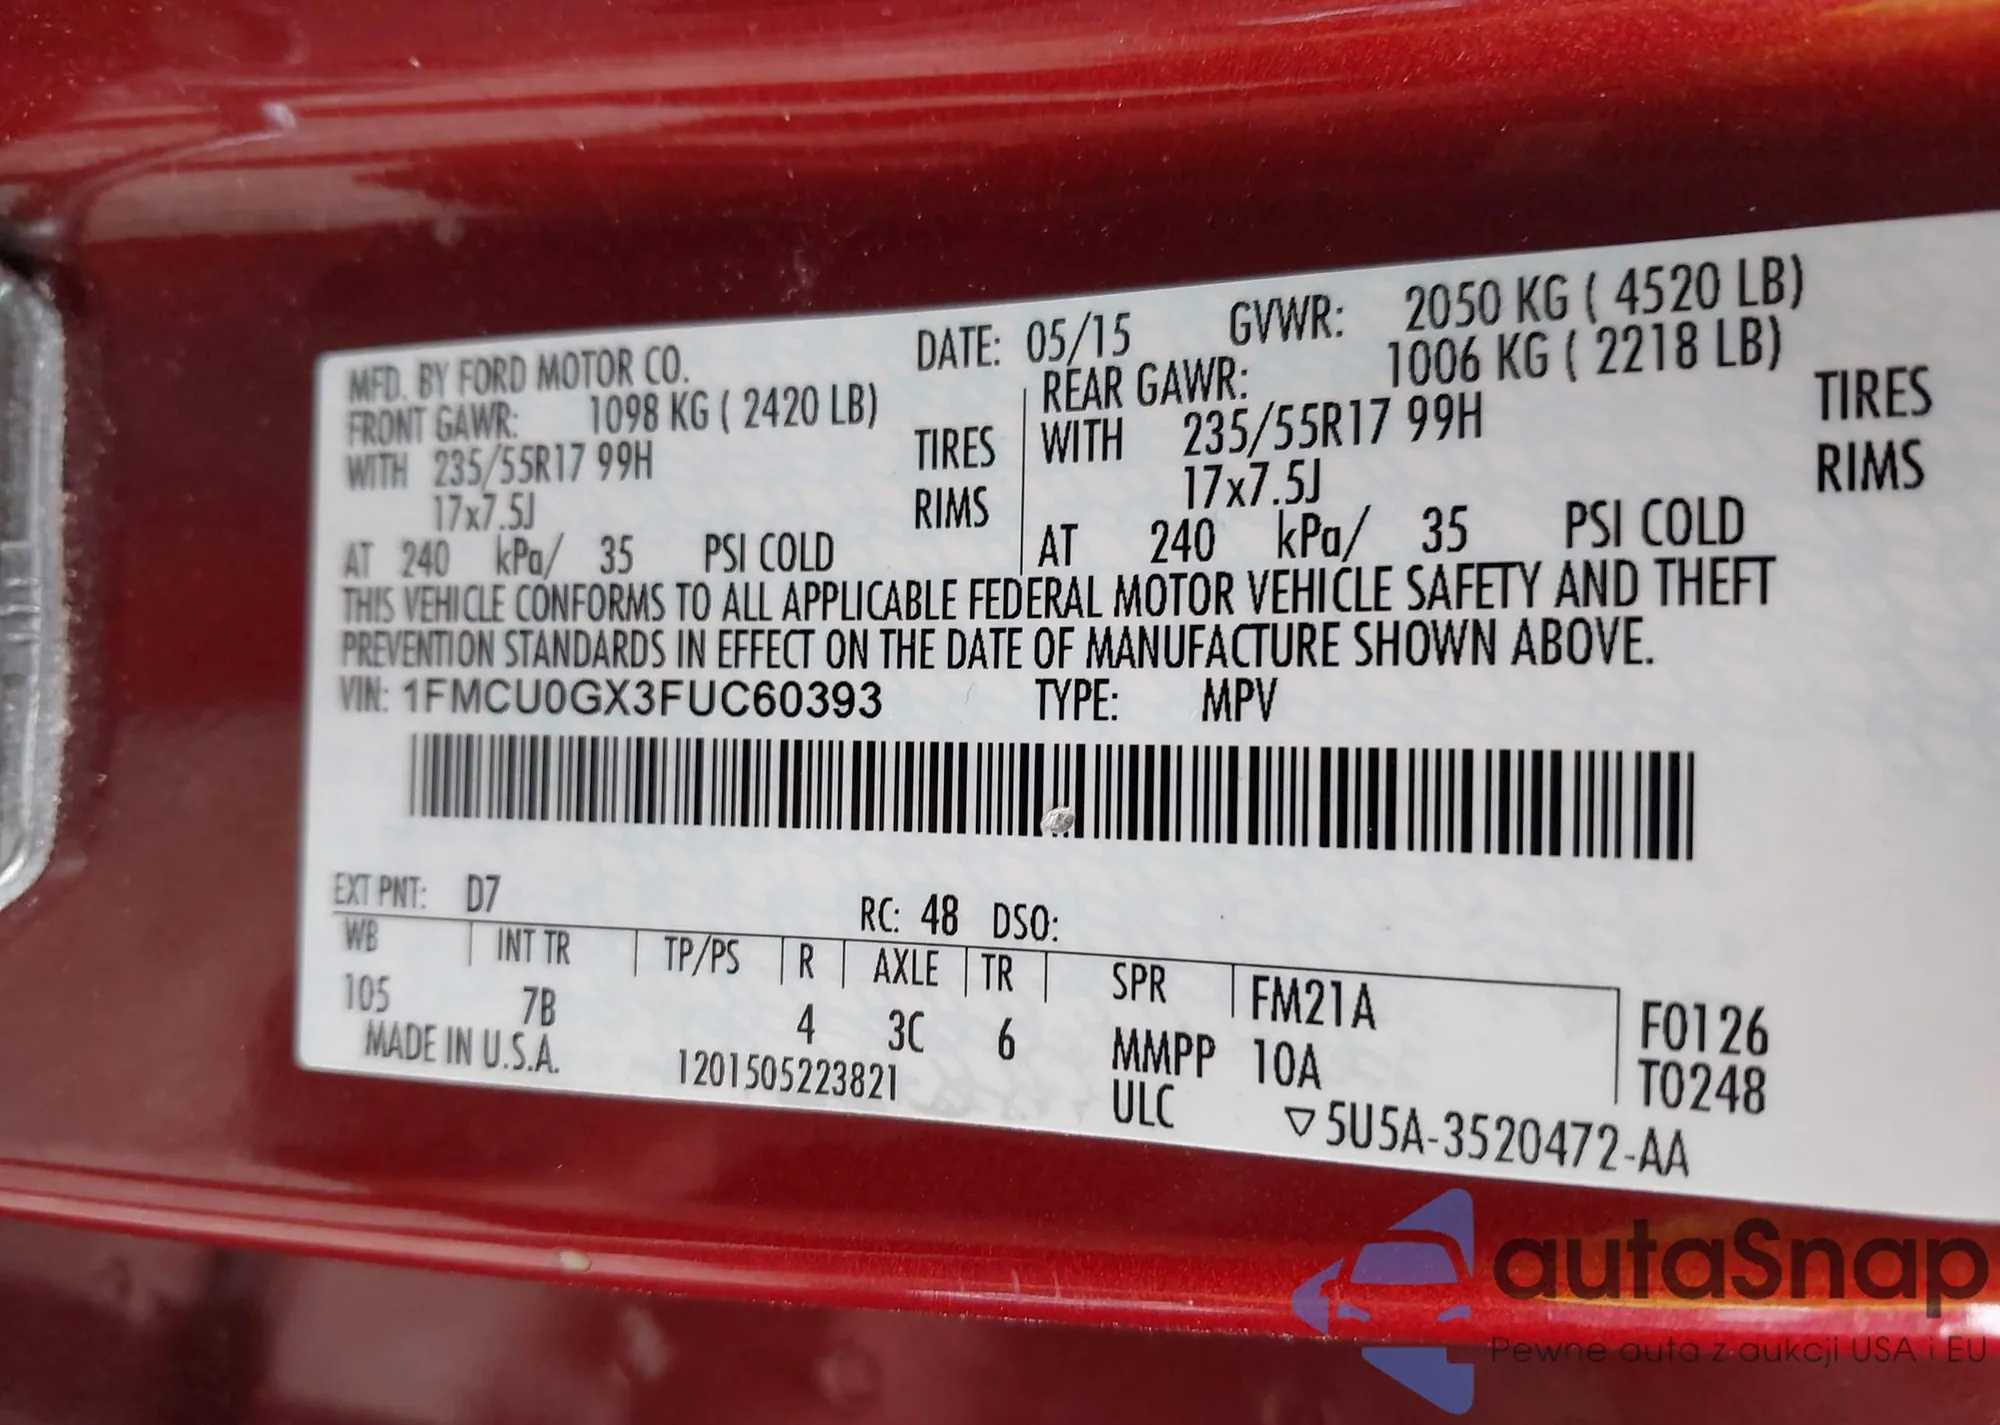 MFD. BY FORD MOTOR CO. DATE: 05/15 GVWR: 2050 KG ( 4520 LB)
FRONT GAWR: 1098 KG ( 2420 LB) REAR GAWR: 1006 KG ( 2218 LB)
WITH 235/55R17 99H TIRES WITH 235/55R17 99H TIRES
17x7.5J RIMS 17x7.5J RIMS
AT 240 kPa/ 35 PSI COLD AT 240 kPa/ 35 PSI COLD
THIS VEHICLE CONFORMS TO ALL APPLICABLE FEDERAL MOTOR VEHICLE SAFETY AND THEFT
PREVENTION STANDARDS IN EFFECT ON THE DATE OF MANUFACTURE SHOWN ABOVE.
VIN: 1FMCU0GX3FUC60393 TYPE: MPV
EXT PNT: D7 RC: 48 DSO:
WB INT TR TP/PS R AXLE TR SPR FM21A F0126
105 7B 4 3C 6 MMPP 10A T0248
MADE IN U.S.A. 1201505223821 ULC ▽5U5A-3520472-AA
autaSnap
Pewne auta z aukcji USA i EU